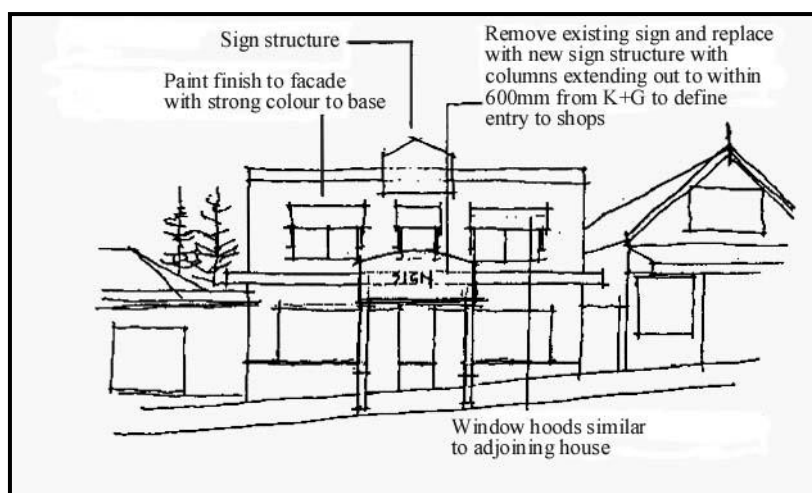 Sign structure
Paint finish to facade
with strong colour to base
Remove existing sign and replace
with new sign structure with
columns extending out to within
600mm from K+G to define
entry to shops
SIGN
Window hoods similar
to adjoining house